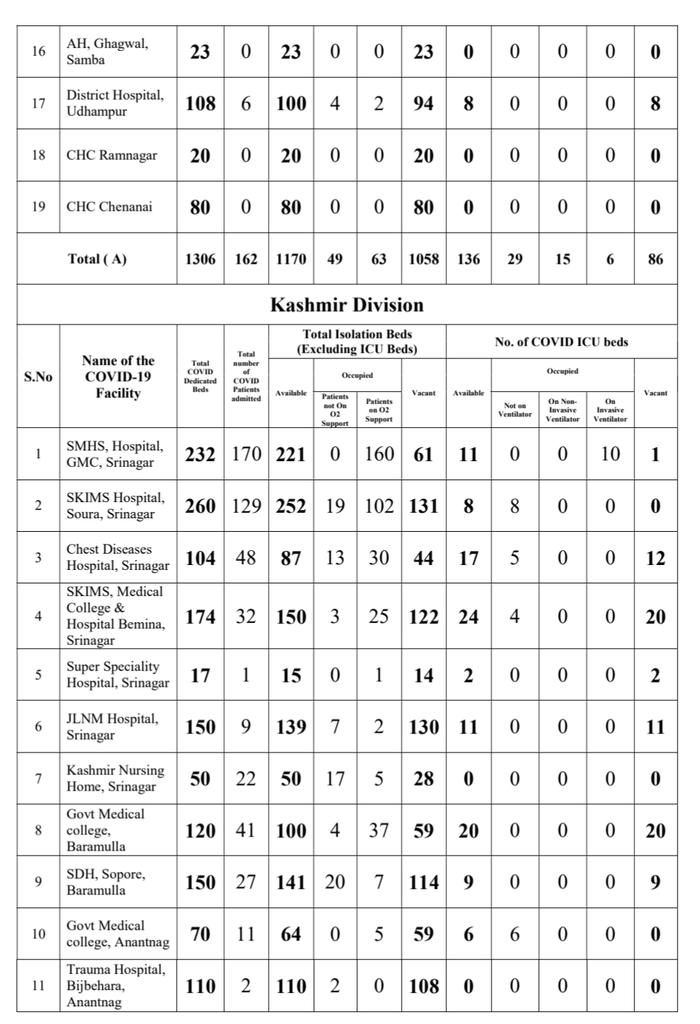 16 AH, Ghagwal, Samba 23 0 23 0 0 23 0 0 0 0 0
17 District Hospital, Udhampur 108 6 100 4 2 94 8 0 0 0 8
18 CHC Ramnagar 20 0 20 0 0 20 0 0 0 0 0
19 CHC Chenanai 80 0 80 0 0 80 0 0 0 0 0
Total ( A) 1306 162 1170 49 63 1058 136 29 15 6 86
Kashmir Division
S.No
Name of the COVID-19 Facility
Total COVID Dedicated Beds
Total number of COVID Patients admitted
Total Isolation Beds (Excluding ICU Beds)
No. of COVID ICU beds
Available
Occupied
Patients not On O2 Support
Patients on O2 Support
Vacant
Available
Occupied
Not on Ventilator
On Non-Invasive Ventilator
On Invasive Ventilator
Vacant
1 SMHS, Hospital, GMC, Srinagar 232 170 221 0 160 61 11 0 0 10 1
2 SKIMS Hospital, Soura, Srinagar 260 129 252 19 102 131 8 8 0 0 0
3 Chest Diseases Hospital, Srinagar 104 48 87 13 30 44 17 5 0 0 12
4 SKIMS, Medical College & Hospital Bemina, Srinagar 174 32 150 3 25 122 24 4 0 0 20
5 Super Speciality Hospital, Srinagar 17 1 15 0 1 14 2 0 0 0 2
6 JLNM Hospital, Srinagar 150 9 139 7 2 130 11 0 0 0 11
7 Kashmir Nursing Home, Srinagar 50 22 50 17 5 28 0 0 0 0 0
8 Govt Medical college, Baramulla 120 41 100 4 37 59 20 0 0 0 20
9 SDH, Sopore, Baramulla 150 27 141 20 7 114 9 0 0 0 9
10 Govt Medical college, Anantnag 70 11 64 0 5 59 6 6 0 0 0
11 Trauma Hospital, Bijbehara, Anantnag 110 2 110 2 0 108 0 0 0 0 0